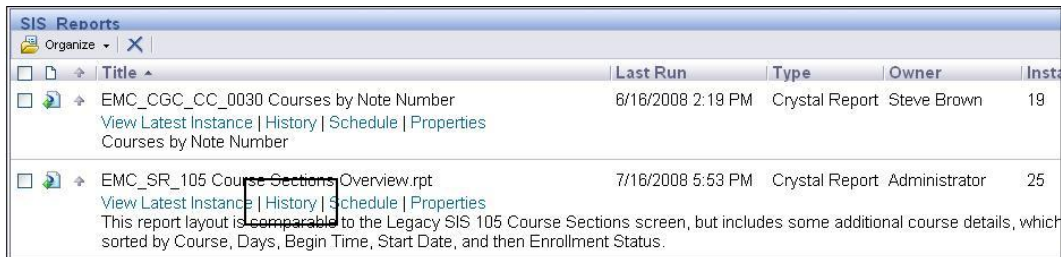 SIS Reports
Organize
Title Last Run Type Owner Insta
EMC_CGC_CC_0030 Courses by Note Number 6/16/2008 2:19 PM Crystal Report Steve Brown 19
View Latest Instance | History | Schedule | Properties
Courses by Note Number
EMC_SR_105 Course Sections Overview.rpt 7/16/2008 5:53 PM Crystal Report Administrator 25
View Latest Instance | History | Schedule | Properties
This report layout is comparable to the Legacy SIS 105 Course Sections screen, but includes some additional course details, which
sorted by Course, Days, Begin Time, Start Date, and then Enrollment Status.